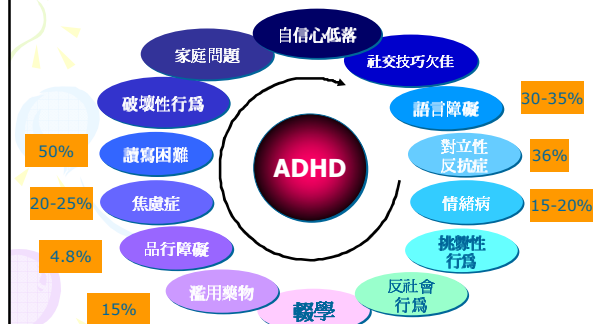 自信心低落
社交技巧欠佳
語言障礙
30-35%
對立性
反抗症
36%
情緒病
15-20%
挑釁性
行爲
反社會
行爲
輟學
濫用藥物
15%
品行障礙
4.8%
焦慮症
20-25%
讀寫困難
50%
破壞性行爲
家庭問題
ADHD